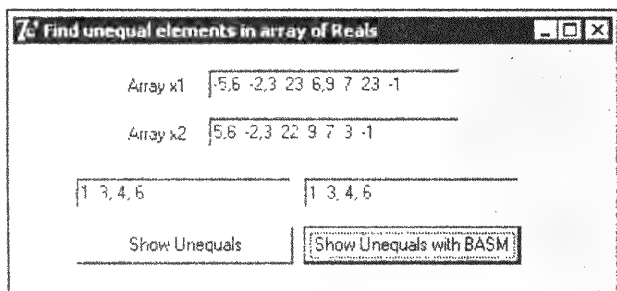 Find unequal elements in array of Reals
Array x1 -5,6 -2,3 23 6,9 7 23 -1
Array x2 5,6 -2,3 22 9 7 3 -1
1 3, 4, 6 1 3, 4, 6
Show Unequals Show Unequals with BASM